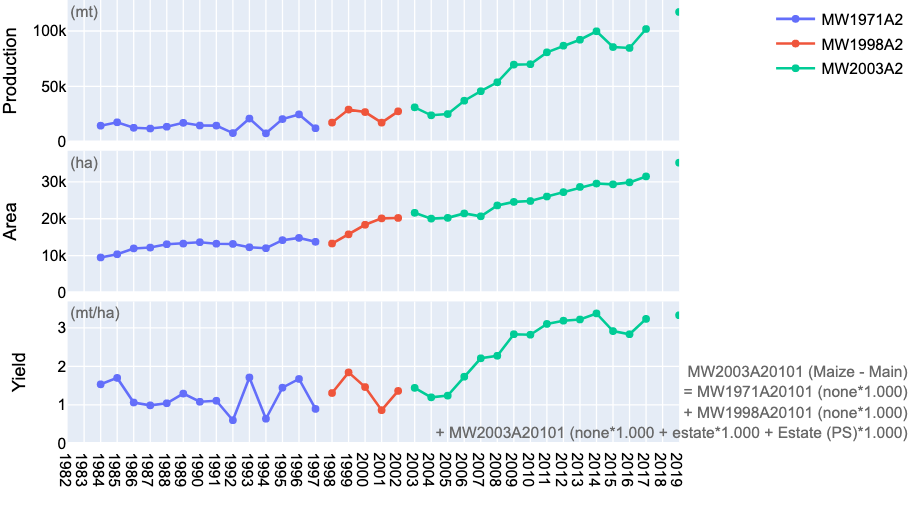 (mt)
Production
100k
50k
0
MW1971A2
MW1998A2
MW2003A2
(ha)
Area
30k
20k
10k
0
(mt/ha)
Yield
3
2
1
0
MW2003A20101 (Maize - Main)
= MW1971A20101 (none*1.000)
+ MW1998A20101 (none*1.000)
+ MW2003A20101 (none*1.000 + estate*1.000 + Estate (PS)*1.000)
1982
1983
1984
1985
1986
1987
1988
1989
1990
1991
1992
1993
1994
1995
1996
1997
1998
1999
2000
2001
2002
2003
2004
2005
2006
2007
2008
2009
2010
2011
2012
2013
2014
2015
2016
2017
2018
2019